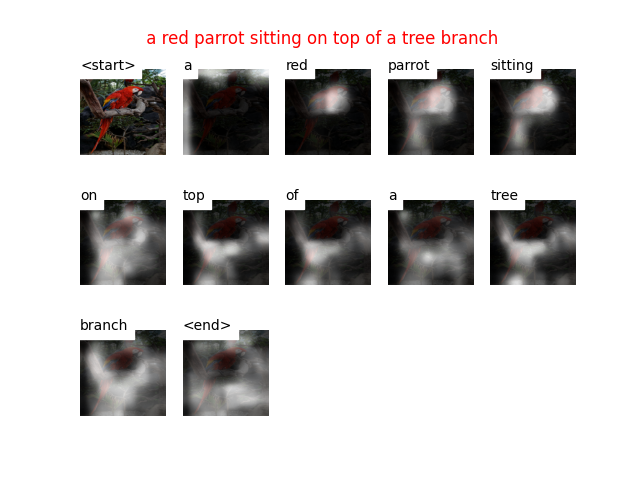 a red parrot sitting on top of a tree branch
<start> a red parrot sitting
on top of a tree
branch <end>